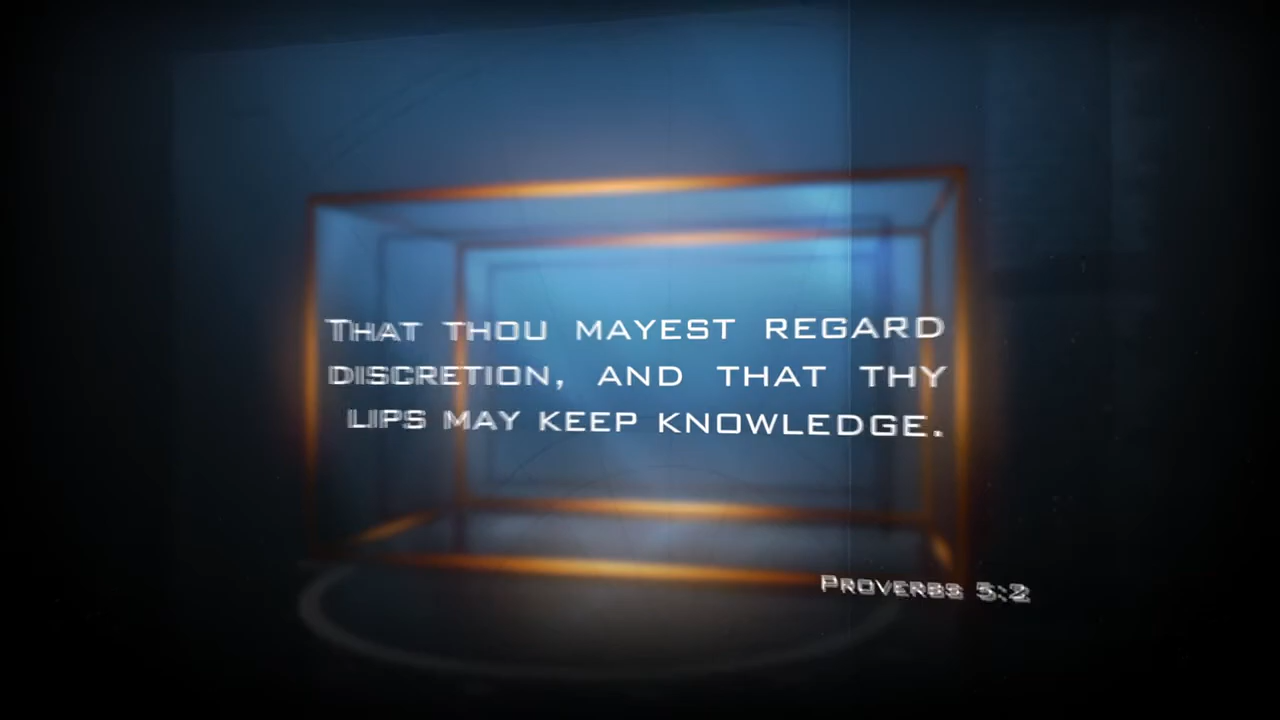 That thou mayest regard
discretion, and that thy
lips may keep knowledge.
Proverbs 5:2